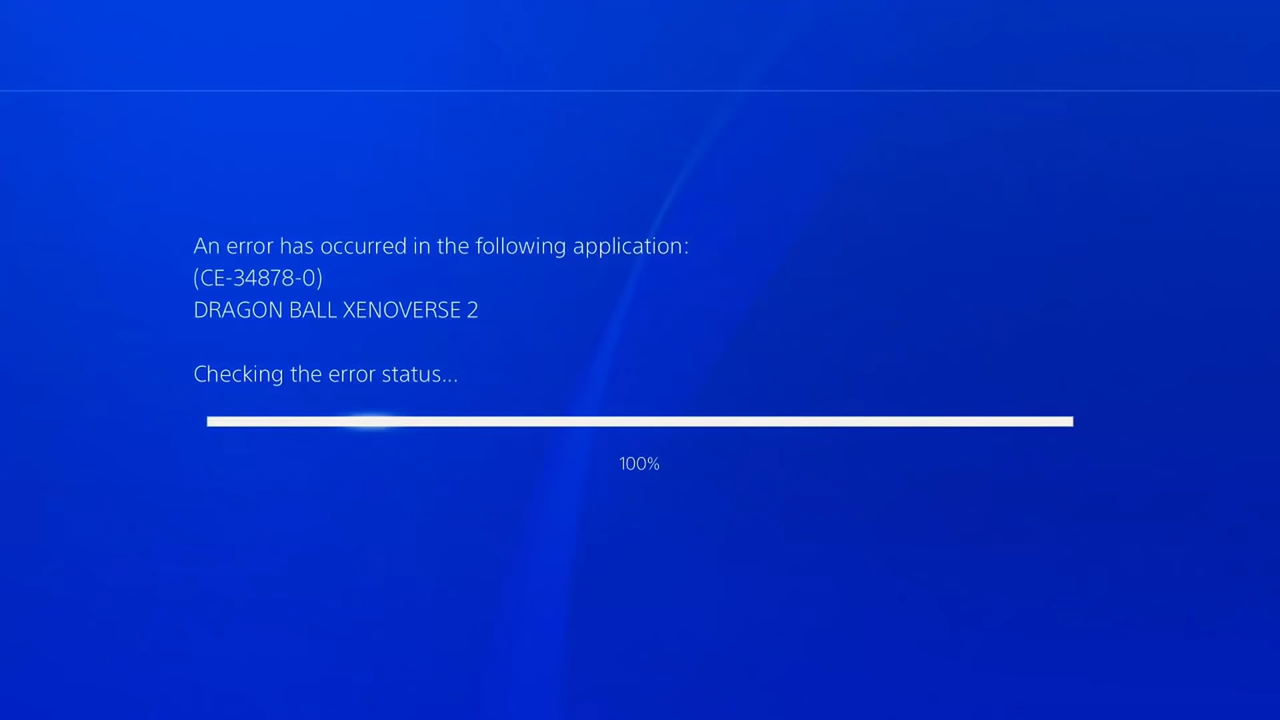 An error has occurred in the following application:
(CE-34878-0)
DRAGON BALL XENOVERSE 2
Checking the error status...
100%